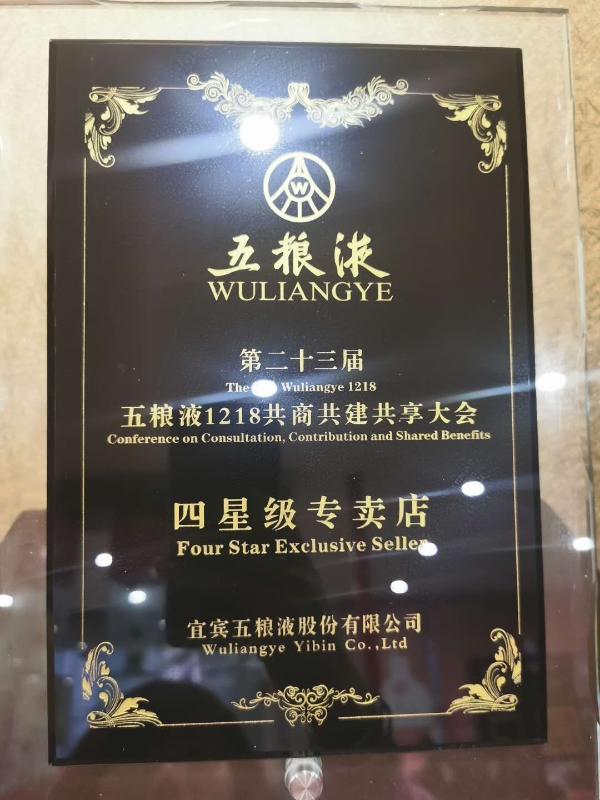 W
五粮液
WULIANGYE
第二十三届
The Wuliangye 1218
五粮液1218共商共建共享大会
Conference on Consultation, Contribution and Shared Benefits
四星级专卖店
Four Star Exclusive Seller
宜宾五粮液股份有限公司
Wuliangye Yibin Co.,Ltd